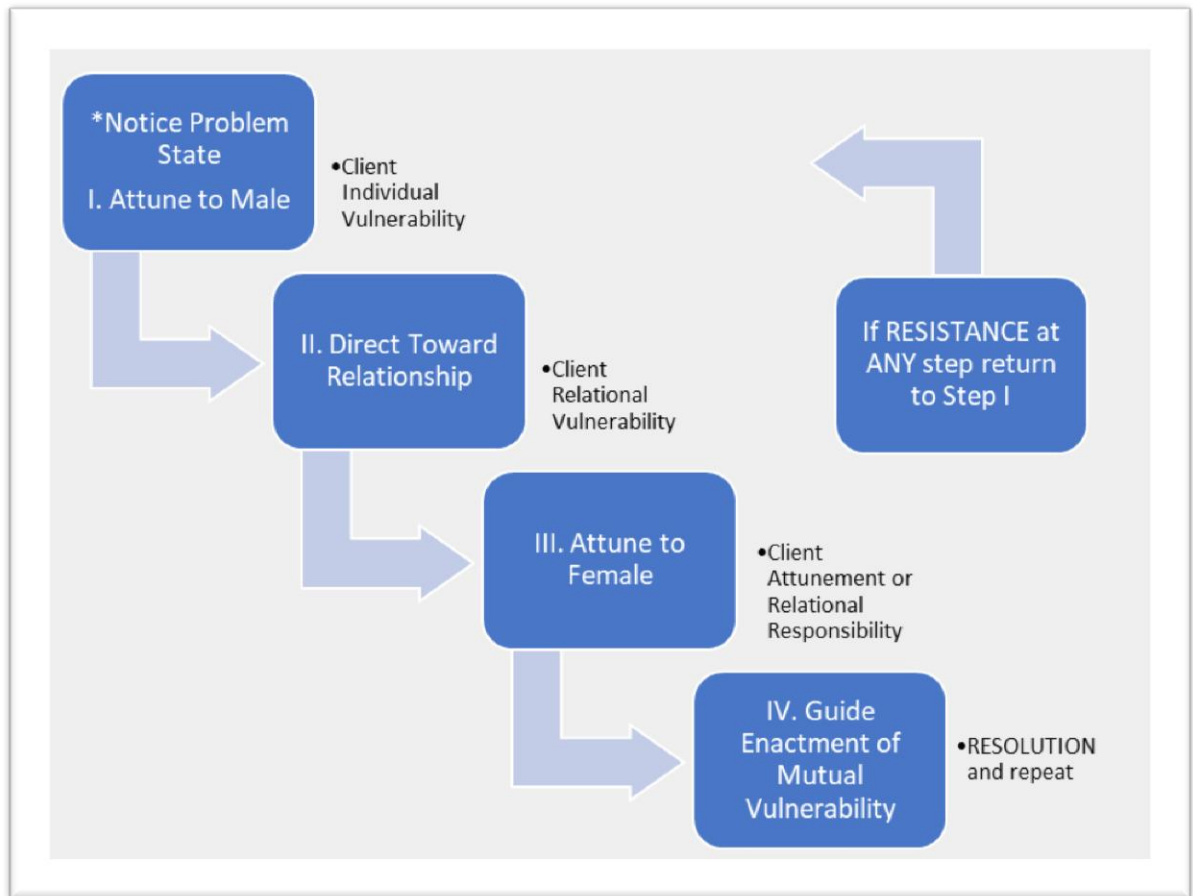 *Notice Problem
State
I. Attune to Male
•Client
Individual
Vulnerability
II. Direct Toward
Relationship
•Client
Relational
Vulnerability
If RESISTANCE at
ANY step return
to Step I
III. Attune to
Female
•Client
Attunement or
Relational
Responsibility
IV. Guide
Enactment of
Mutual
Vulnerability
•RESOLUTION
and repeat